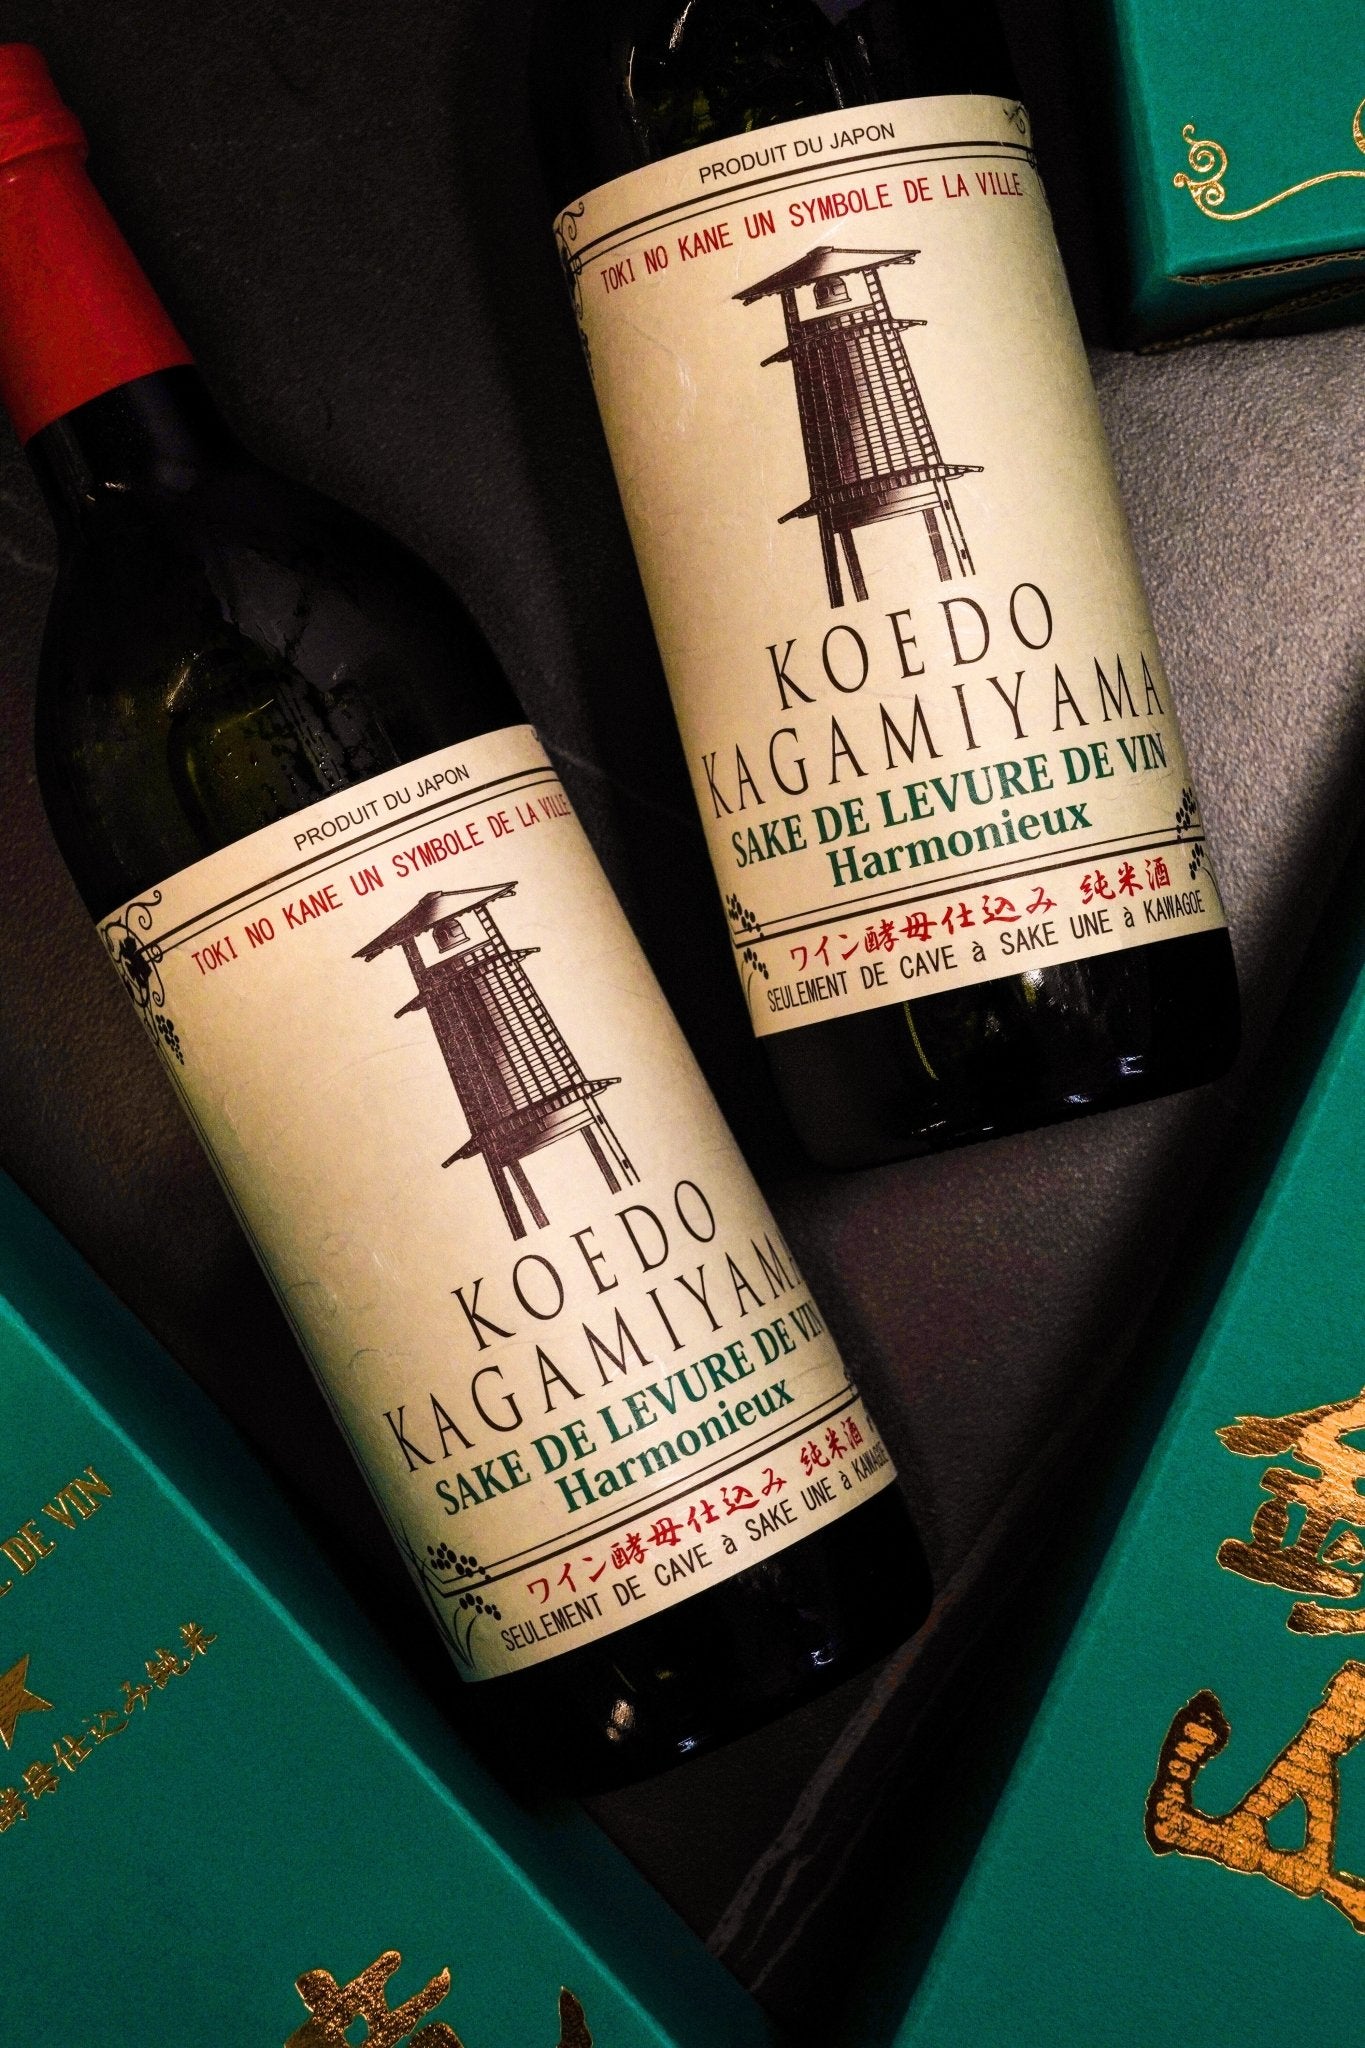 PRODUIT DU JAPON
TOKI NO KANE UN SYMBOLE DE LA VILLE
KOEDO
KAGAMIYAMA
SAKE DE LEVURE DE VIN
Harmonieux
ワイン酵母仕込み 純米酒
SEULEMENT DE CAVE à SAKE UNE à KAWAGOE
PRODUIT DU JAPON
TOKI NO KANE UN SYMBOLE DE LA VILLE
KOEDO
KAGAMIYAMA
SAKE DE LEVURE DE VIN
Harmonieux
ワイン酵母仕込み 純米酒
SEULEMENT DE CAVE à SAKE UNE à KAWAGOE
DE VIN
酵母仕込み純米